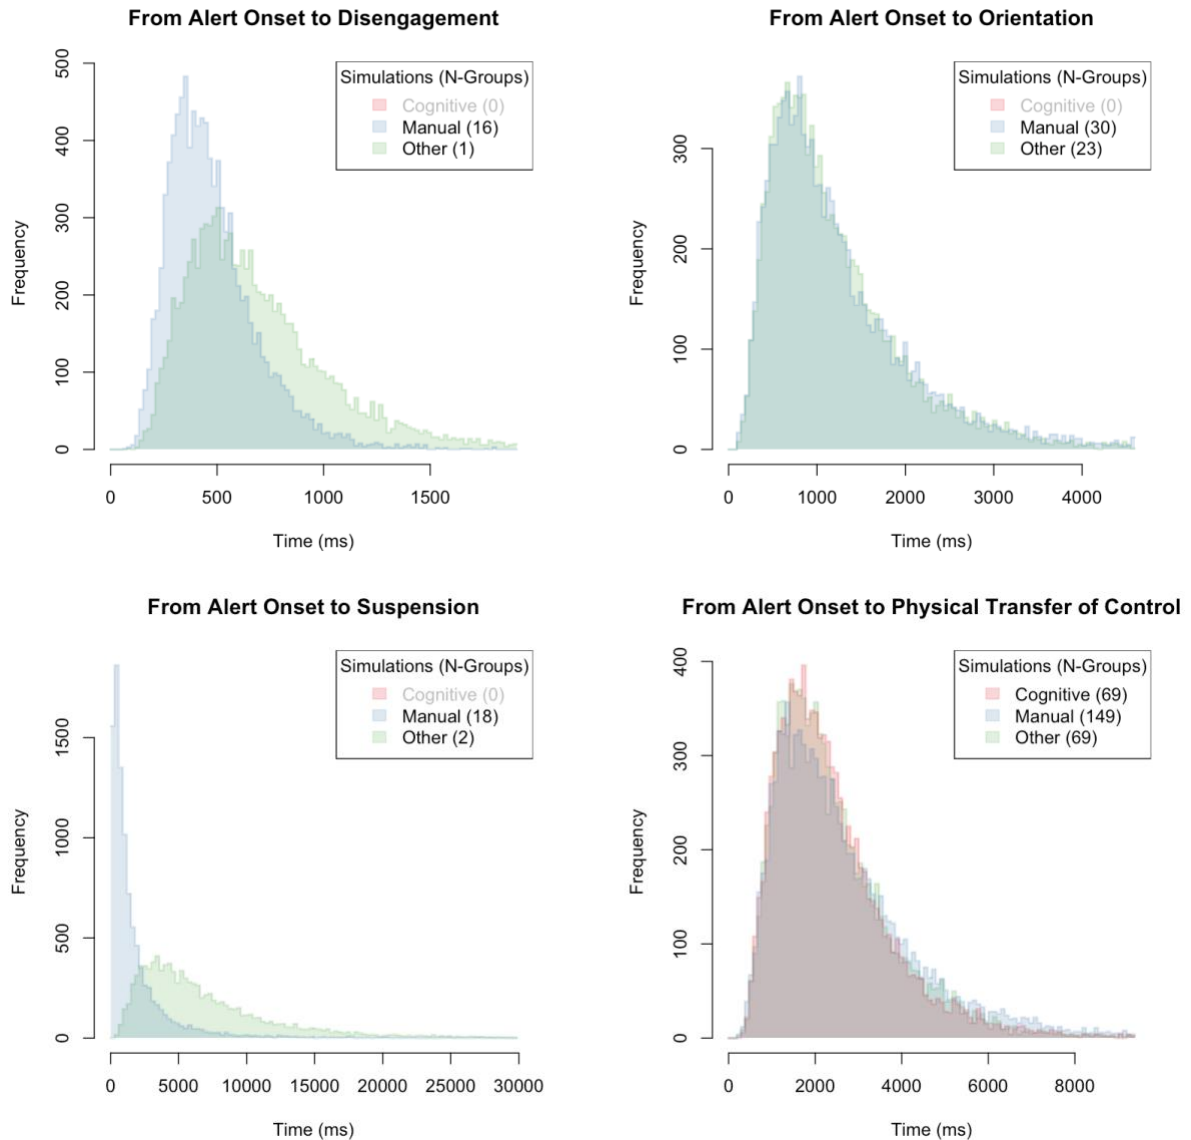 From Alert Onset to Disengagement
Simulations (N-Groups)
Cognitive (0)
Manual (16)
Other (1)
Frequency
0
100
200
300
400
500
0 500 1000 1500
Time (ms)
From Alert Onset to Orientation
Simulations (N-Groups)
Cognitive (0)
Manual (30)
Other (23)
Frequency
0
100
200
300
0 1000 2000 3000 4000
Time (ms)
From Alert Onset to Suspension
Simulations (N-Groups)
Cognitive (0)
Manual (18)
Other (2)
Frequency
0
500
1000
1500
0 5000 10000 15000 20000 25000 30000
Time (ms)
From Alert Onset to Physical Transfer of Control
Simulations (N-Groups)
Cognitive (69)
Manual (149)
Other (69)
Frequency
0
100
200
300
400
0 2000 4000 6000 8000
Time (ms)